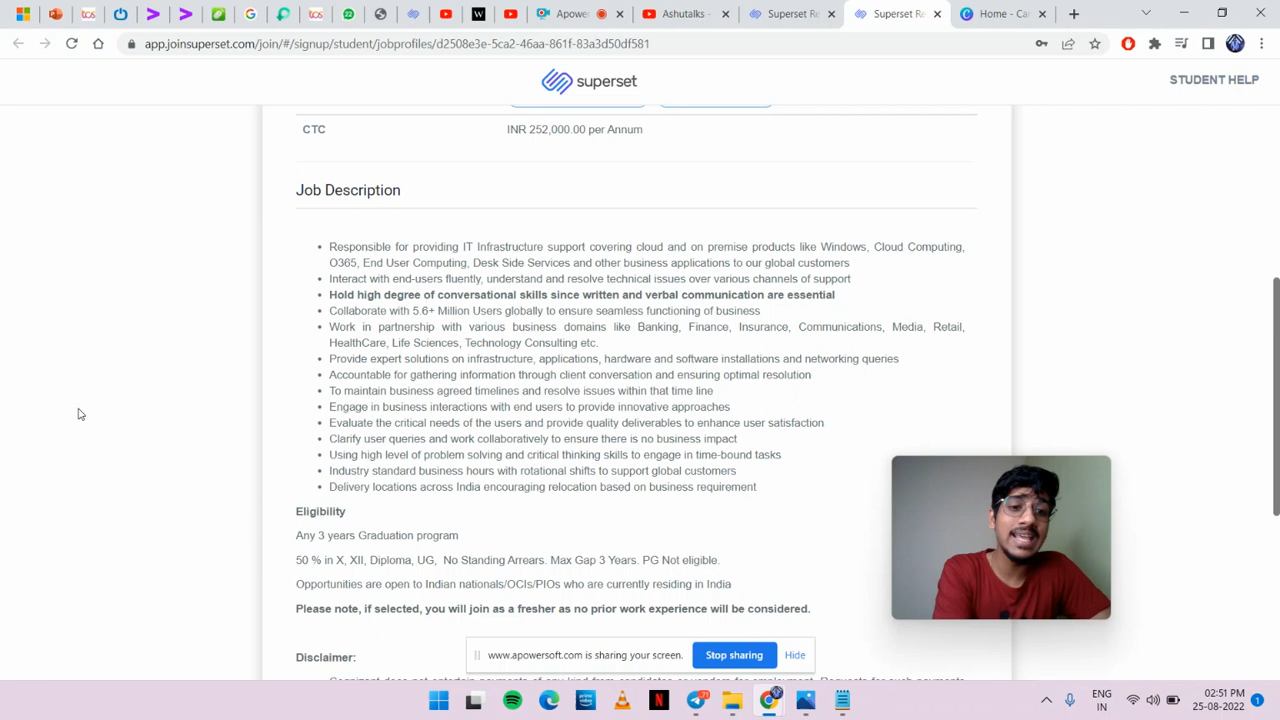 Apower
Ashutalks -
Superset Re
Superset Re
Home - Can
app.joinsuperset.com/join/#/signup/student/jobprofiles/d2508e3e-5ca2-46aa-861f-83a3d50df581
superset
STUDENT HELP
CTC INR 252,000.00 per Annum
Job Description
• Responsible for providing IT Infrastructure support covering cloud and on premise products like Windows, Cloud Computing,
O365, End User Computing, Desk Side Services and other business applications to our global customers
• Interact with end-users fluently, understand and resolve technical issues over various channels of support
• Hold high degree of conversational skills since written and verbal communication are essential
• Collaborate with 5.6+ Million Users globally to ensure seamless functioning of business
• Work in partnership with various business domains like Banking, Finance, Insurance, Communications, Media, Retail,
HealthCare, Life Sciences, Technology Consulting etc.
• Provide expert solutions on infrastructure, applications, hardware and software installations and networking queries
• Accountable for gathering information through client conversation and ensuring optimal resolution
• To maintain business agreed timelines and resolve issues within that time line
• Engage in business interactions with end users to provide innovative approaches
• Evaluate the critical needs of the users and provide quality deliverables to enhance user satisfaction
• Clarify user queries and work collaboratively to ensure there is no business impact
• Using high level of problem solving and critical thinking skills to engage in time-bound tasks
• Industry standard business hours with rotational shifts to support global customers
• Delivery locations across India encouraging relocation based on business requirement
Eligibility
Any 3 years Graduation program
50 % in X, XII, Diploma, UG, No Standing Arrears. Max Gap 3 Years. PG Not eligible.
Opportunities are open to Indian nationals/OCIs/PIOs who are currently residing in India
Please note, if selected, you will join as a fresher as no prior work experience will be considered.
Disclaimer:
www.apowersoft.com is sharing your screen. Stop sharing Hide
ENG
IN
02:51 PM
25-08-2022